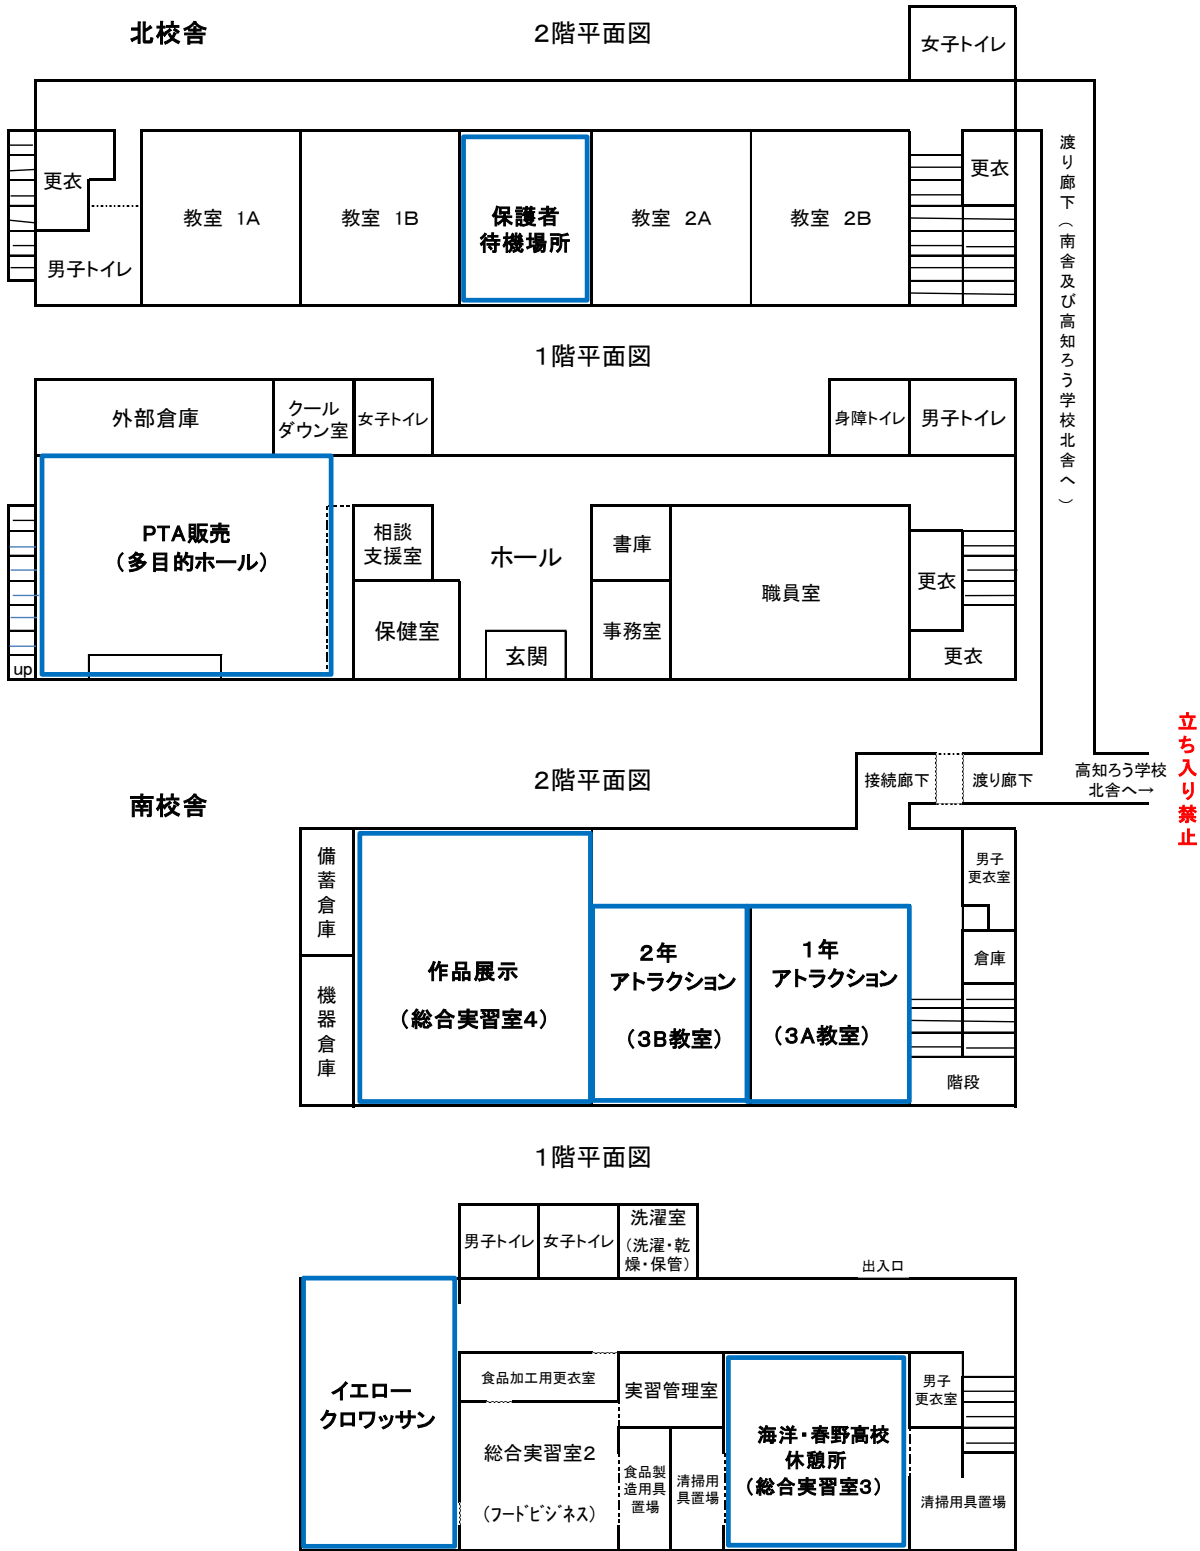 北校舎
2階平面図
女子トイレ
更衣
男子トイレ
教室 1A
教室 1B
保護者
待機場所
教室 2A
教室 2B
更衣
渡り廊下(南舎及び高知ろう学校北舎へ)
1階平面図
外部倉庫
クール
ダウン室
女子トイレ
身障トイレ
男子トイレ
PTA販売
(多目的ホール)
up
相談
支援室
保健室
ホール
玄関
書庫
事務室
職員室
更衣
更衣
立ち入り禁止
南校舎
2階平面図
接続廊下
渡り廊下
高知ろう学校
北舎へ→
備蓄倉庫
機器倉庫
作品展示
(総合実習室4)
2年
アトラクション
(3B教室)
1年
アトラクション
(3A教室)
男子
更衣室
倉庫
階段
1階平面図
男子トイレ
女子トイレ
洗濯室
(洗濯・乾
燥・保管)
出入口
イエロー
クロワッサン
食品加工用更衣室
総合実習室2
(フードビジネス)
実習管理室
食品製
造用具
置場
清掃用
具置場
海洋・春野高校
休憩所
(総合実習室3)
男子
更衣室
清掃用具置場